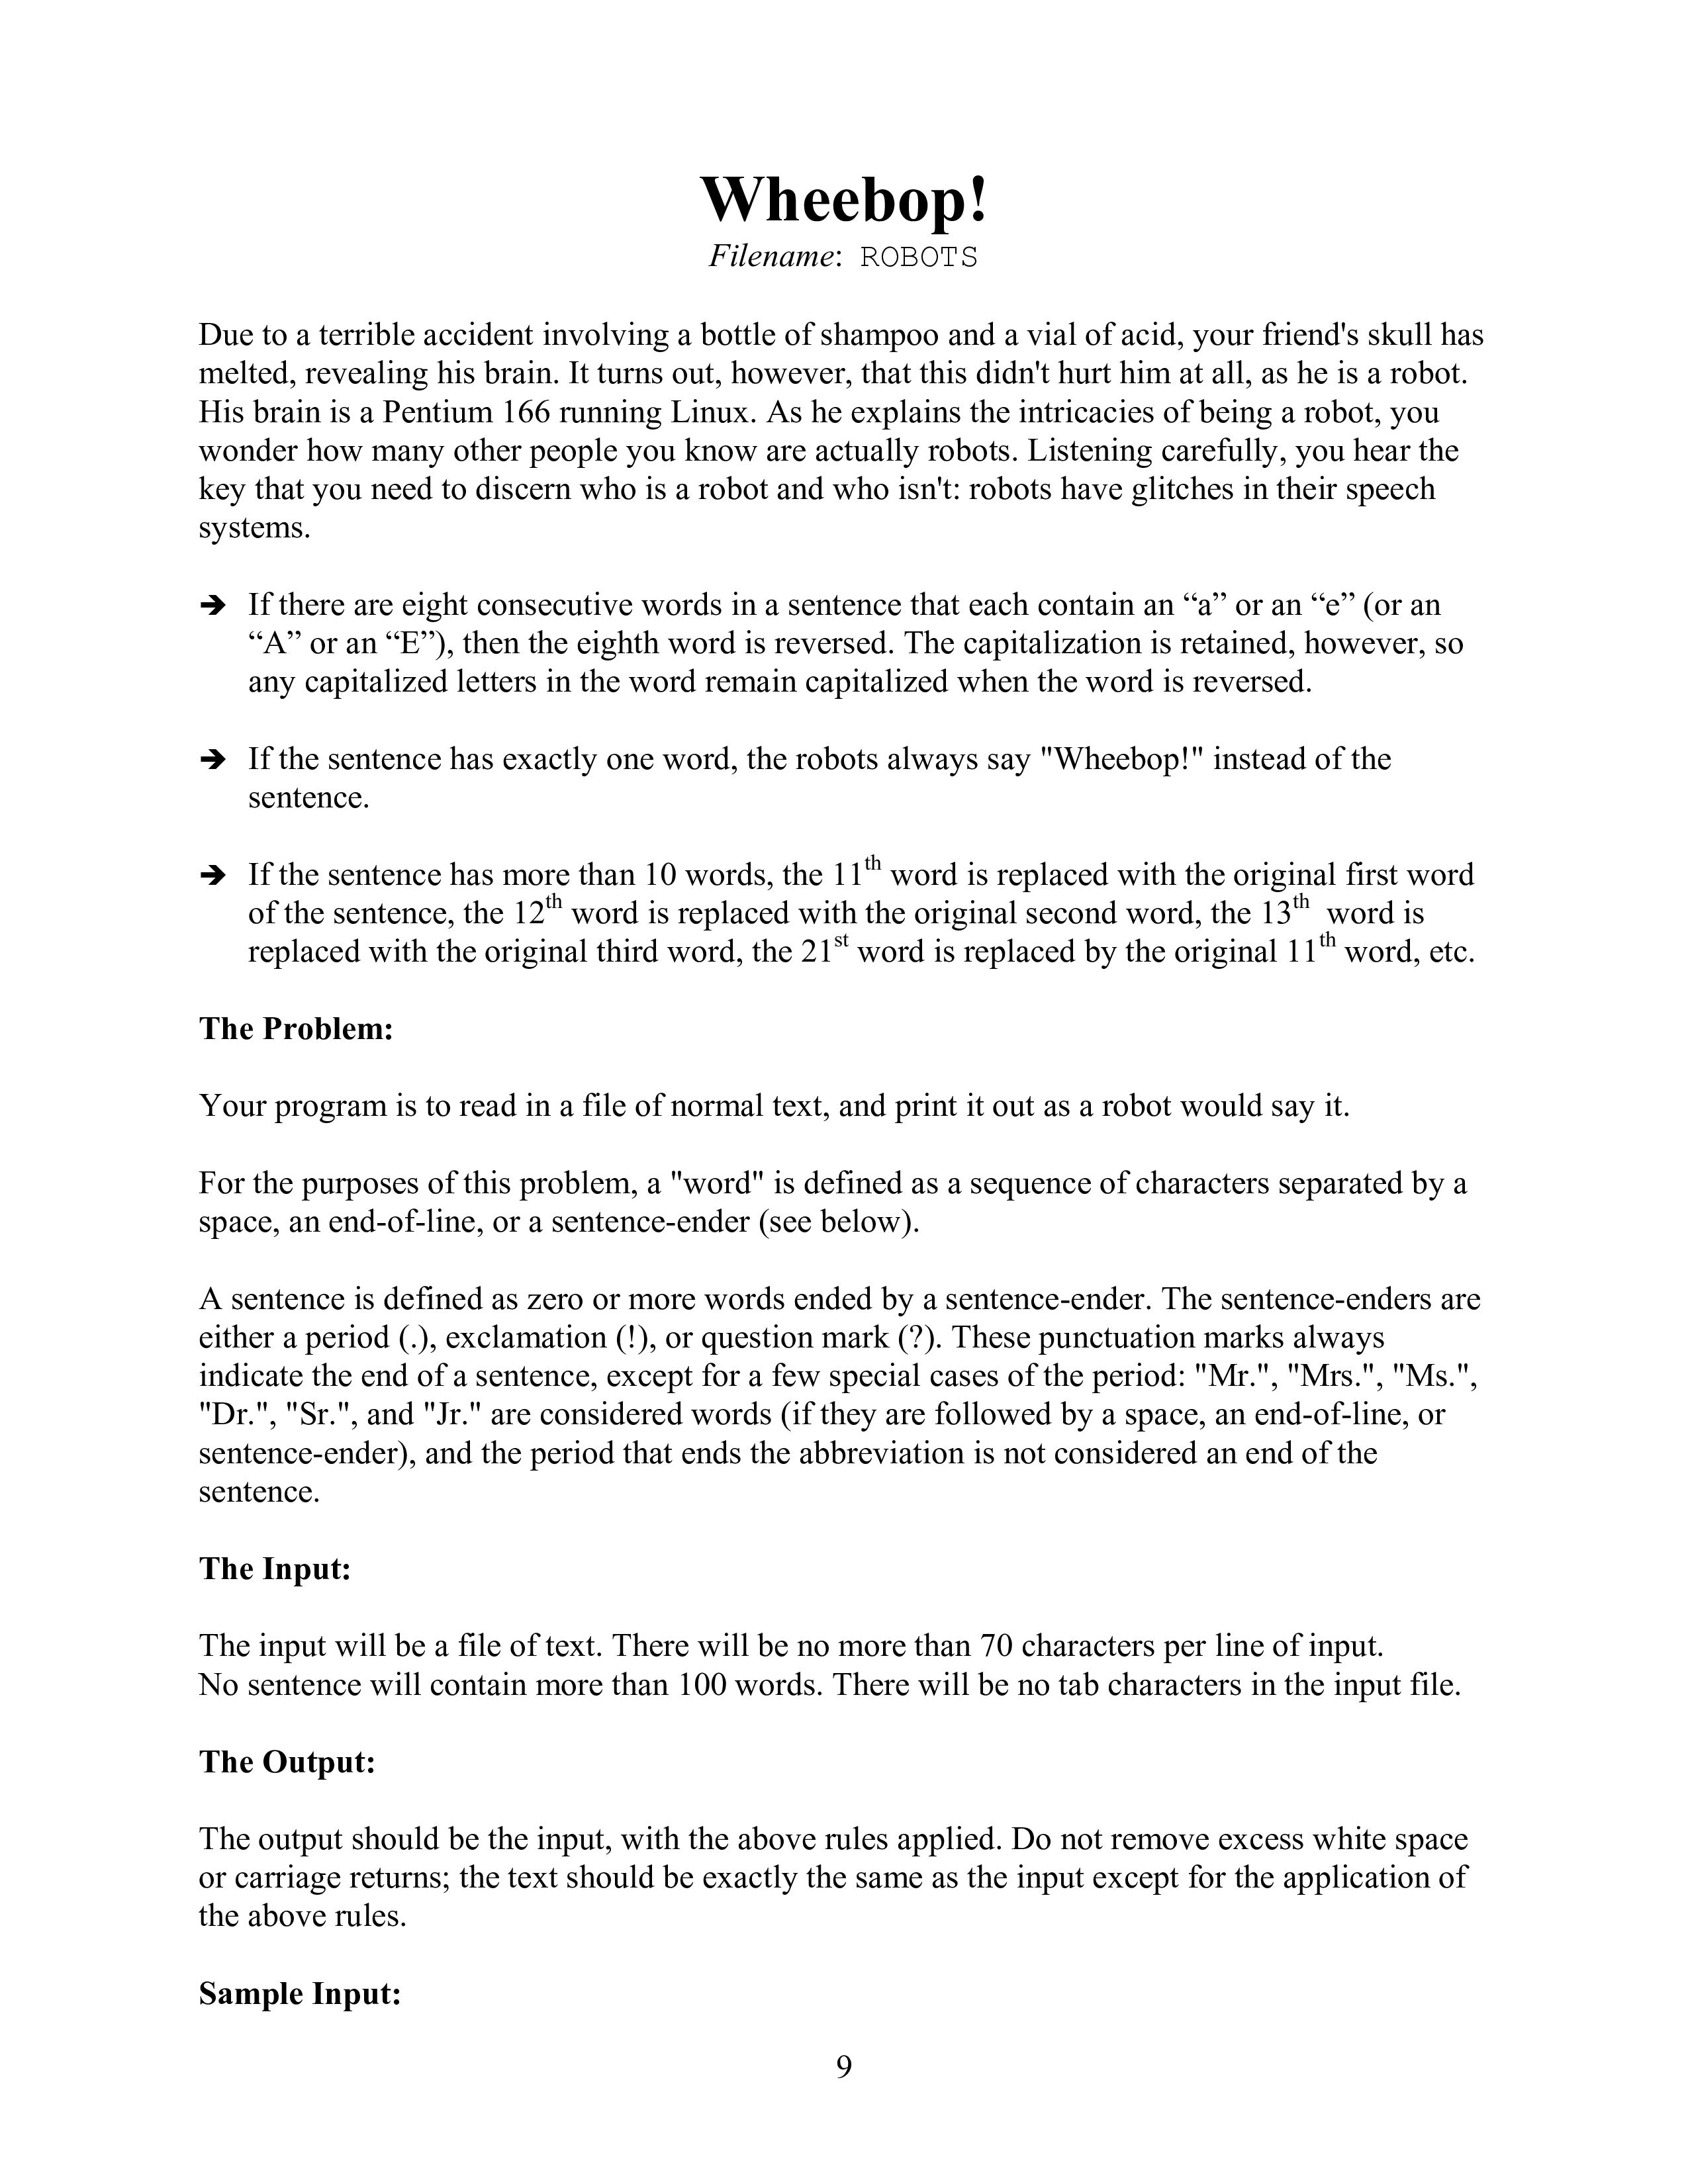 Wheebop!
Filename: ROBOTS
Due to a terrible accident involving a bottle of shampoo and a vial of acid, your friend's skull has
melted, revealing his brain. It turns out, however, that this didn't hurt him at all, as he is a robot.
His brain is a Pentium 166 running Linux. As he explains the intricacies of being a robot, you
wonder how many other people you know are actually robots. Listening carefully, you hear the
key that you need to discern who is a robot and who isn't: robots have glitches in their speech
systems.
➔ If there are eight consecutive words in a sentence that each contain an “a” or an “e” (or an
“A” or an “E”), then the eighth word is reversed. The capitalization is retained, however, so
any capitalized letters in the word remain capitalized when the word is reversed.
➔ If the sentence has exactly one word, the robots always say "Wheebop!" instead of the
sentence.
➔ If the sentence has more than 10 words, the 11th word is replaced with the original first word
of the sentence, the 12th word is replaced with the original second word, the 13th word is
replaced with the original third word, the 21st word is replaced by the original 11th word, etc.
The Problem:
Your program is to read in a file of normal text, and print it out as a robot would say it.
For the purposes of this problem, a "word" is defined as a sequence of characters separated by a
space, an end-of-line, or a sentence-ender (see below).
A sentence is defined as zero or more words ended by a sentence-ender. The sentence-enders are
either a period (.), exclamation (!), or question mark (?). These punctuation marks always
indicate the end of a sentence, except for a few special cases of the period: "Mr.", "Mrs.", "Ms.",
"Dr.", "Sr.", and "Jr." are considered words (if they are followed by a space, an end-of-line, or
sentence-ender), and the period that ends the abbreviation is not considered an end of the
sentence.
The Input:
The input will be a file of text. There will be no more than 70 characters per line of input.
No sentence will contain more than 100 words. There will be no tab characters in the input file.
The Output:
The output should be the input, with the above rules applied. Do not remove excess white space
or carriage returns; the text should be exactly the same as the input except for the application of
the above rules.
Sample Input:
9